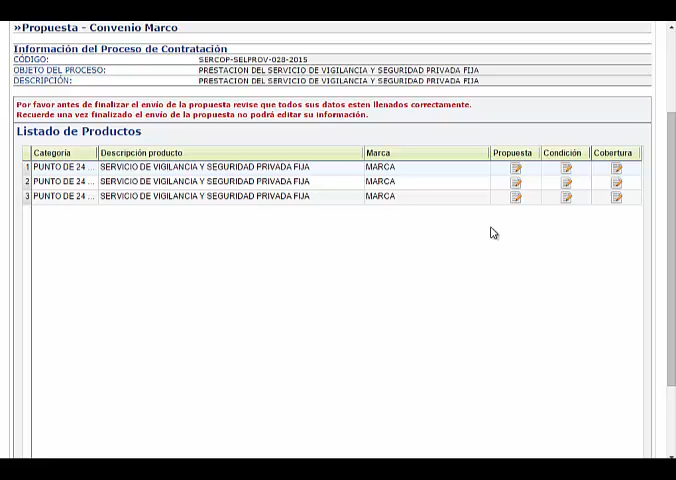 »Propuesta - Convenio Marco
Información del Proceso de Contratación
CÓDIGO: SERCOP-SELPROV-028-2015
OBJETO DEL PROCESO: PRESTACION DEL SERVICIO DE VIGILANCIA Y SEGURIDAD PRIVADA FIJA
DESCRIPCIÓN: PRESTACION DEL SERVICIO DE VIGILANCIA Y SEGURIDAD PRIVADA FIJA
Por favor antes de finalizar el envío de la propuesta revise que todos sus datos esten llenados correctamente.
Recuerde una vez finalizado el envío de la propuesta no podrá editar su información.
Listado de Productos
Categoria Descripción producto Marca Propuesta Condición Cobertura
1 PUNTO DE 24 ... SERVICIO DE VIGILANCIA Y SEGURIDAD PRIVADA FIJA MARCA
2 PUNTO DE 24 ... SERVICIO DE VIGILANCIA Y SEGURIDAD PRIVADA FIJA MARCA
3 PUNTO DE 24 ... SERVICIO DE VIGILANCIA Y SEGURIDAD PRIVADA FIJA MARCA